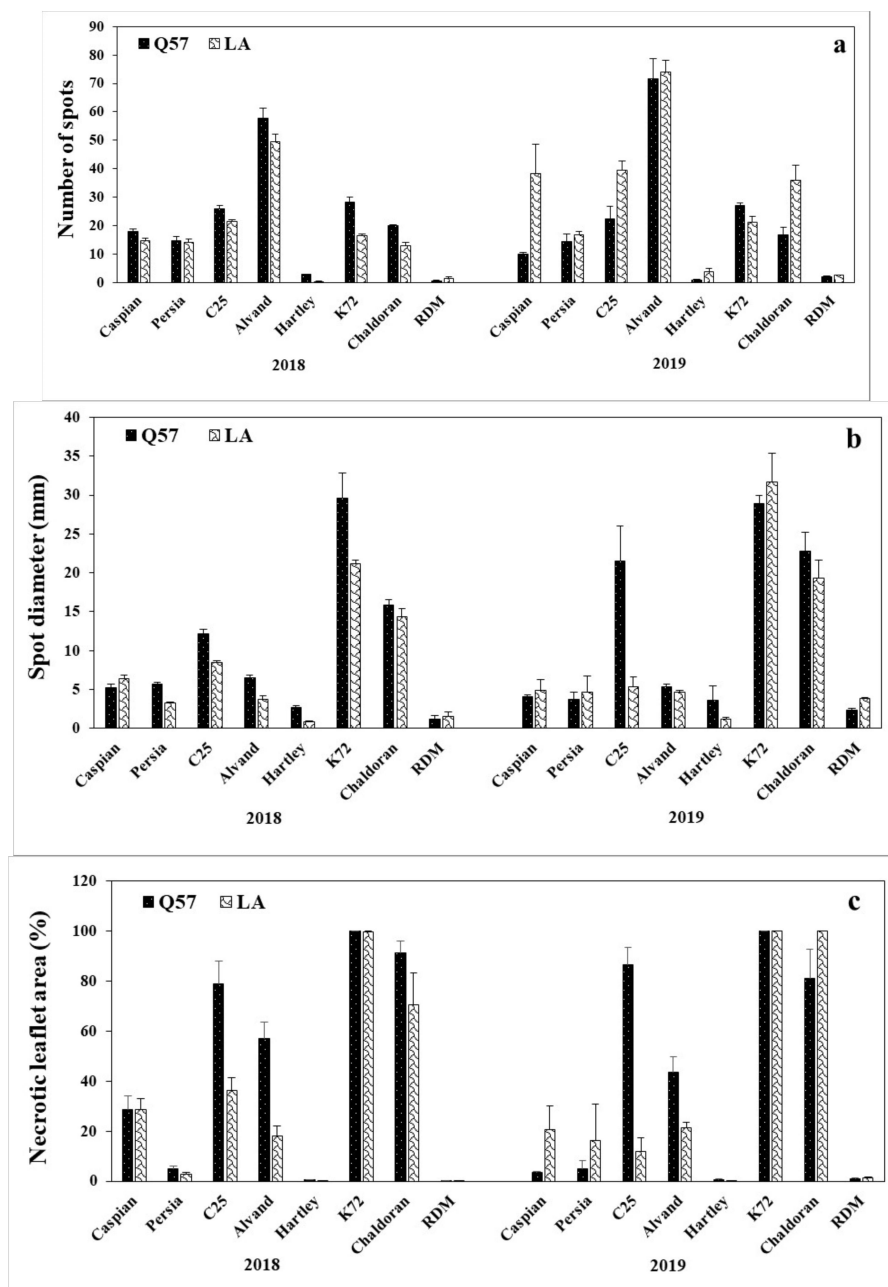 90
Q57 LA
a
80
70
60
50
40
30
20
10
0
Number of spots
Caspian Persia C25 Alvand Hartley K72 Chaldoran RDM Caspian Persia C25 Alvand Hartley K72 Chaldoran RDM
2018 2019
40
Q57 LA
b
35
30
25
20
15
10
5
0
Spot diameter (mm)
Caspian Persia C25 Alvand Hartley K72 Chaldoran RDM Caspian Persia C25 Alvand Hartley K72 Chaldoran RDM
2018 2019
120
Q57 LA
c
100
80
60
40
20
0
Necrotic leaflet area (%)
Caspian Persia C25 Alvand Hartley K72 Chaldoran RDM Caspian Persia C25 Alvand Hartley K72 Chaldoran RDM
2018 2019